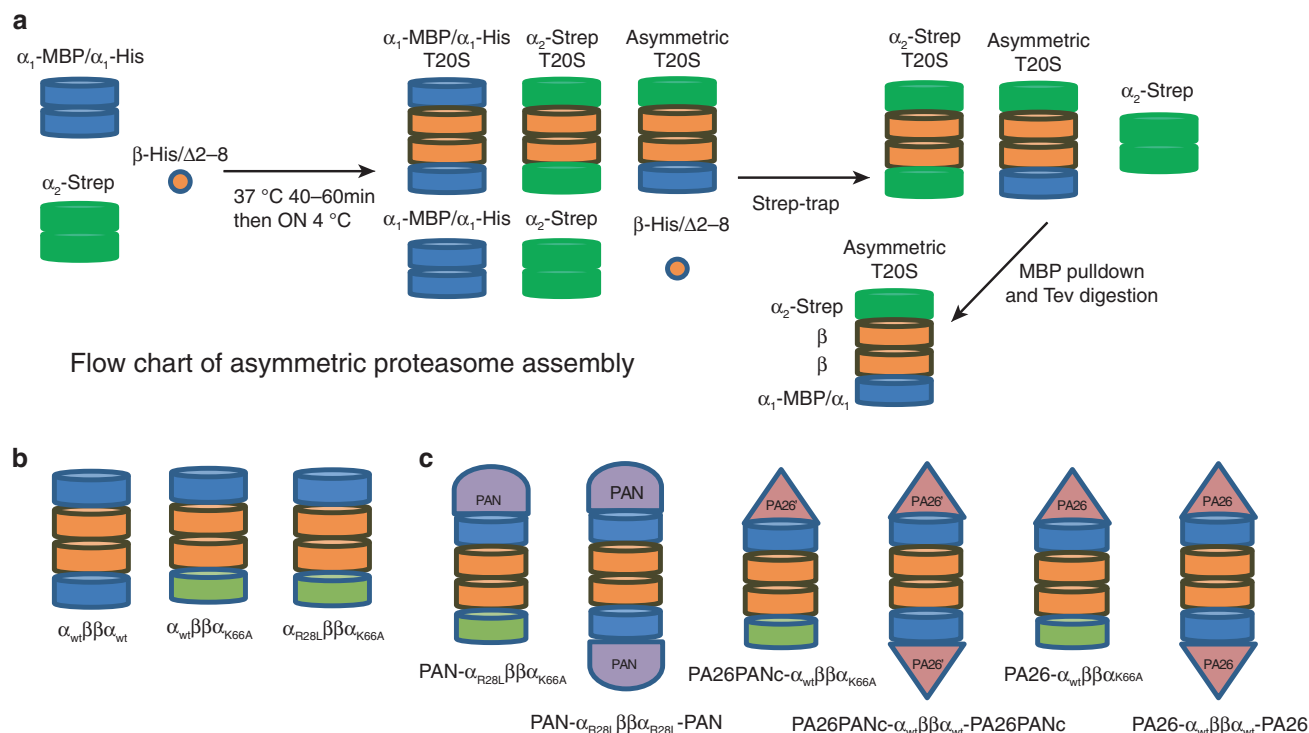 a
α₁-MBP/α₁-His
α₂-Strep
β-His/Δ2–8
37 °C 40–60min
then ON 4 °C
α₁-MBP/α₁-His
T20S
α₂-Strep
T20S
Asymmetric
T20S
α₁-MBP/α₁-His
α₂-Strep
β-His/Δ2–8
Strep-trap
α₂-Strep
T20S
Asymmetric
T20S
α₂-Strep
MBP pulldown
and Tev digestion
Asymmetric
T20S
α₂-Strep
β
β
α₁-MBP/α₁
Flow chart of asymmetric proteasome assembly
b
αwtββαwt
αwtββαK66A
αR28LββαK66A
c
PAN
PAN-αR28LββαK66A
PAN
PAN
PAN-αR28LββαR28L-PAN
PA26'
PA26PANc-αwtββαK66A
PA26'
PA26'
PA26PANc-αwtββαwt-PA26PANc
PA26
PA26-αwtββαK66A
PA26
PA26
PA26-αwtββαwt-PA26